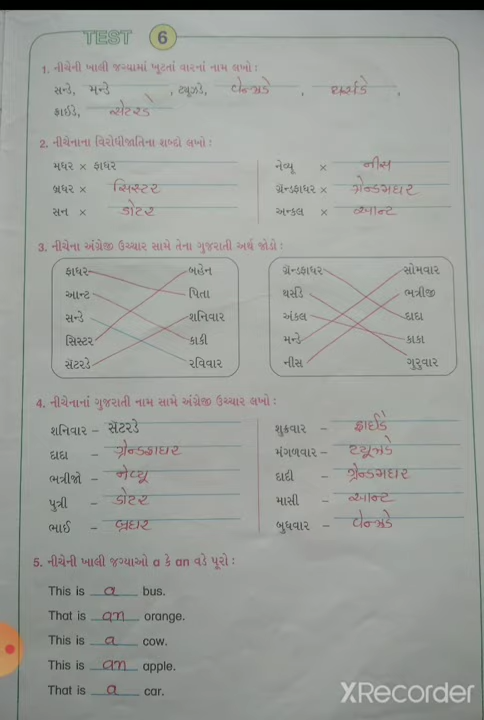 TEST 6
1. નીચેની ખાલી જગ્યામાં ખૂટતાં વારનાં નામ લખો :
સન્ડે, મન્ડે, ટ્યૂઝડે, વેન્ઝડે, થર્સડે,
ફ્રાઈડે, સેટરડે
2. નીચેનાના વિરોધીજાતિના શબ્દો લખો :
મધર × ફાધર
નેવ્યૂ × નીસ
બ્રધર × સિસ્ટર
ગ્રૅન્ડફાધર × ગ્રેન્ડમધર
સન × ડોટર
અન્કલ × આન્ટ
3. નીચેના અંગ્રેજી ઉચ્ચાર સામે તેના ગુજરાતી અર્થ જોડો :
ફાધર બહેન
આન્ટ પિતા
સન્ડે શનિવાર
સિસ્ટર કાકી
સૅટરડે રવિવાર
ગ્રૅન્ડફાધર સોમવાર
થર્સડે ભત્રીજી
અંકલ દાદા
મન્ડે કાકા
નીસ ગુરુવાર
4. નીચેનાનાં ગુજરાતી નામ સામે અંગ્રેજી ઉચ્ચાર લખો :
શનિવાર – સૅટરડે
શુક્રવાર – ફ્રાઈડે
દાદા – ગ્રેન્ડફાધર
મંગળવાર – ટ્યૂઝડે
ભત્રીજો – નેવ્યૂ
દાદી – ગ્રેન્ડમધર
પુત્રી – ડોટર
માસી – આન્ટ
ભાઈ – બ્રધર
બુધવાર – વેન્ઝડે
5. નીચેની ખાલી જગ્યાઓ a કે an વડે પૂરો :
This is a bus.
That is an orange.
This is a cow.
This is an apple.
That is a car.
XRecorder